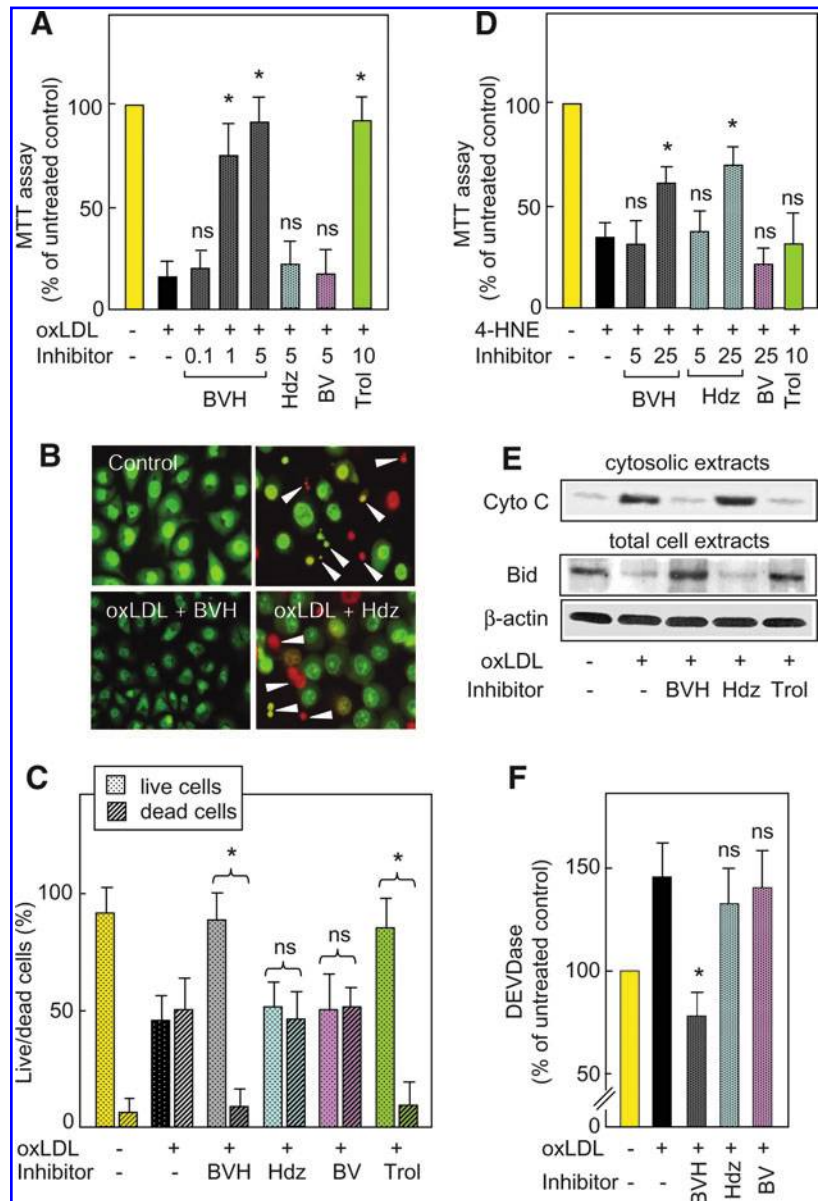 A
MTT assay
(% of untreated control)
100
50
0
*
*
*
ns
ns
ns
oxLDL - + + + + + + +
Inhibitor - - 0.1 1 5 5 5 10
BVH Hdz BV Trol
D
MTT assay
(% of untreated control)
100
50
0
*
*
ns
ns
ns
ns
4-HNE - + + + + + + +
Inhibitor - - 5 25 5 25 25 10
BVH Hdz BV Trol
B
Control
oxLDL + BVH
oxLDL + Hdz
E
cytosolic extracts
Cyto C
total cell extracts
Bid
β-actin
oxLDL - + + + +
Inhibitor - - BVH Hdz Trol
C
live cells
dead cells
Live/dead cells (%)
100
50
0
*
ns
ns
*
oxLDL - + + + + +
Inhibitor - - BVH Hdz BV Trol
F
DEVDase
(% of untreated control)
150
100
50
0
*
ns
ns
oxLDL - + + + +
Inhibitor - - BVH Hdz BV